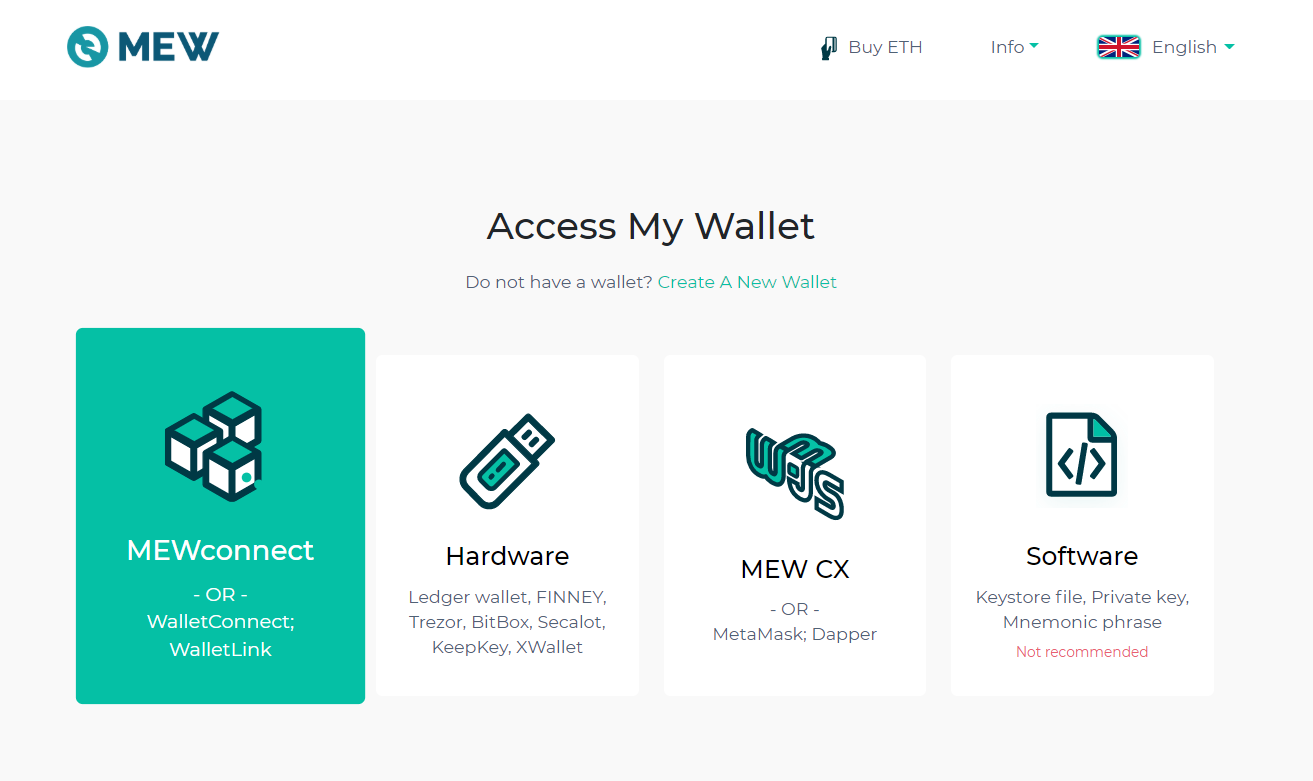 MEW
Buy ETH
Info
English
Access My Wallet
Do not have a wallet? Create A New Wallet
MEWconnect
- OR -
WalletConnect;
WalletLink
Hardware
Ledger wallet, FINNEY,
Trezor, BitBox, Secalot,
KeepKey, XWallet
MEW CX
- OR -
MetaMask; Dapper
Software
Keystore file, Private key,
Mnemonic phrase
Not recommended